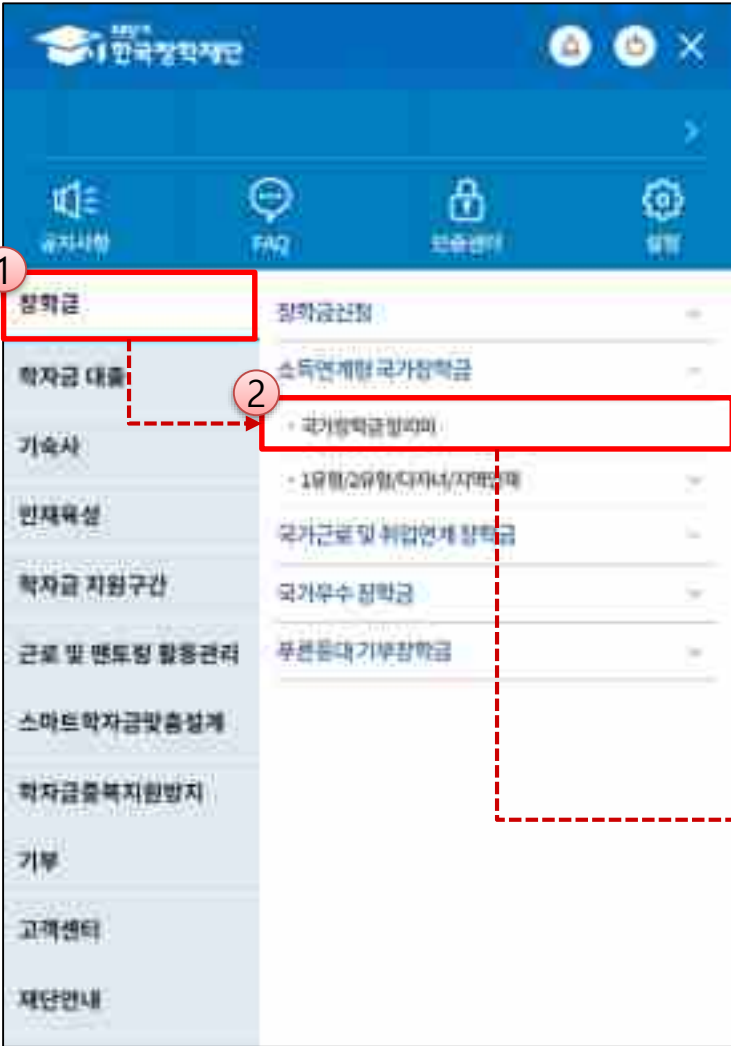 한국장학재단
공지사항
FAQ
인증센터
설정
1
장학금
학자금 대출
기숙사
인재육성
학자금 지원구간
근로 및 멘토링 활동관리
스마트학자금맞춤설계
학자금중복지원방지
기부
고객센터
재단안내
장학금신청
소득연계형 국가장학금
2
· 국가장학금알리미
· 1유형/2유형/다자녀/지역인재
국가근로 및 취업연계 장학금
국가우수 장학금
푸른등대 기부장학금